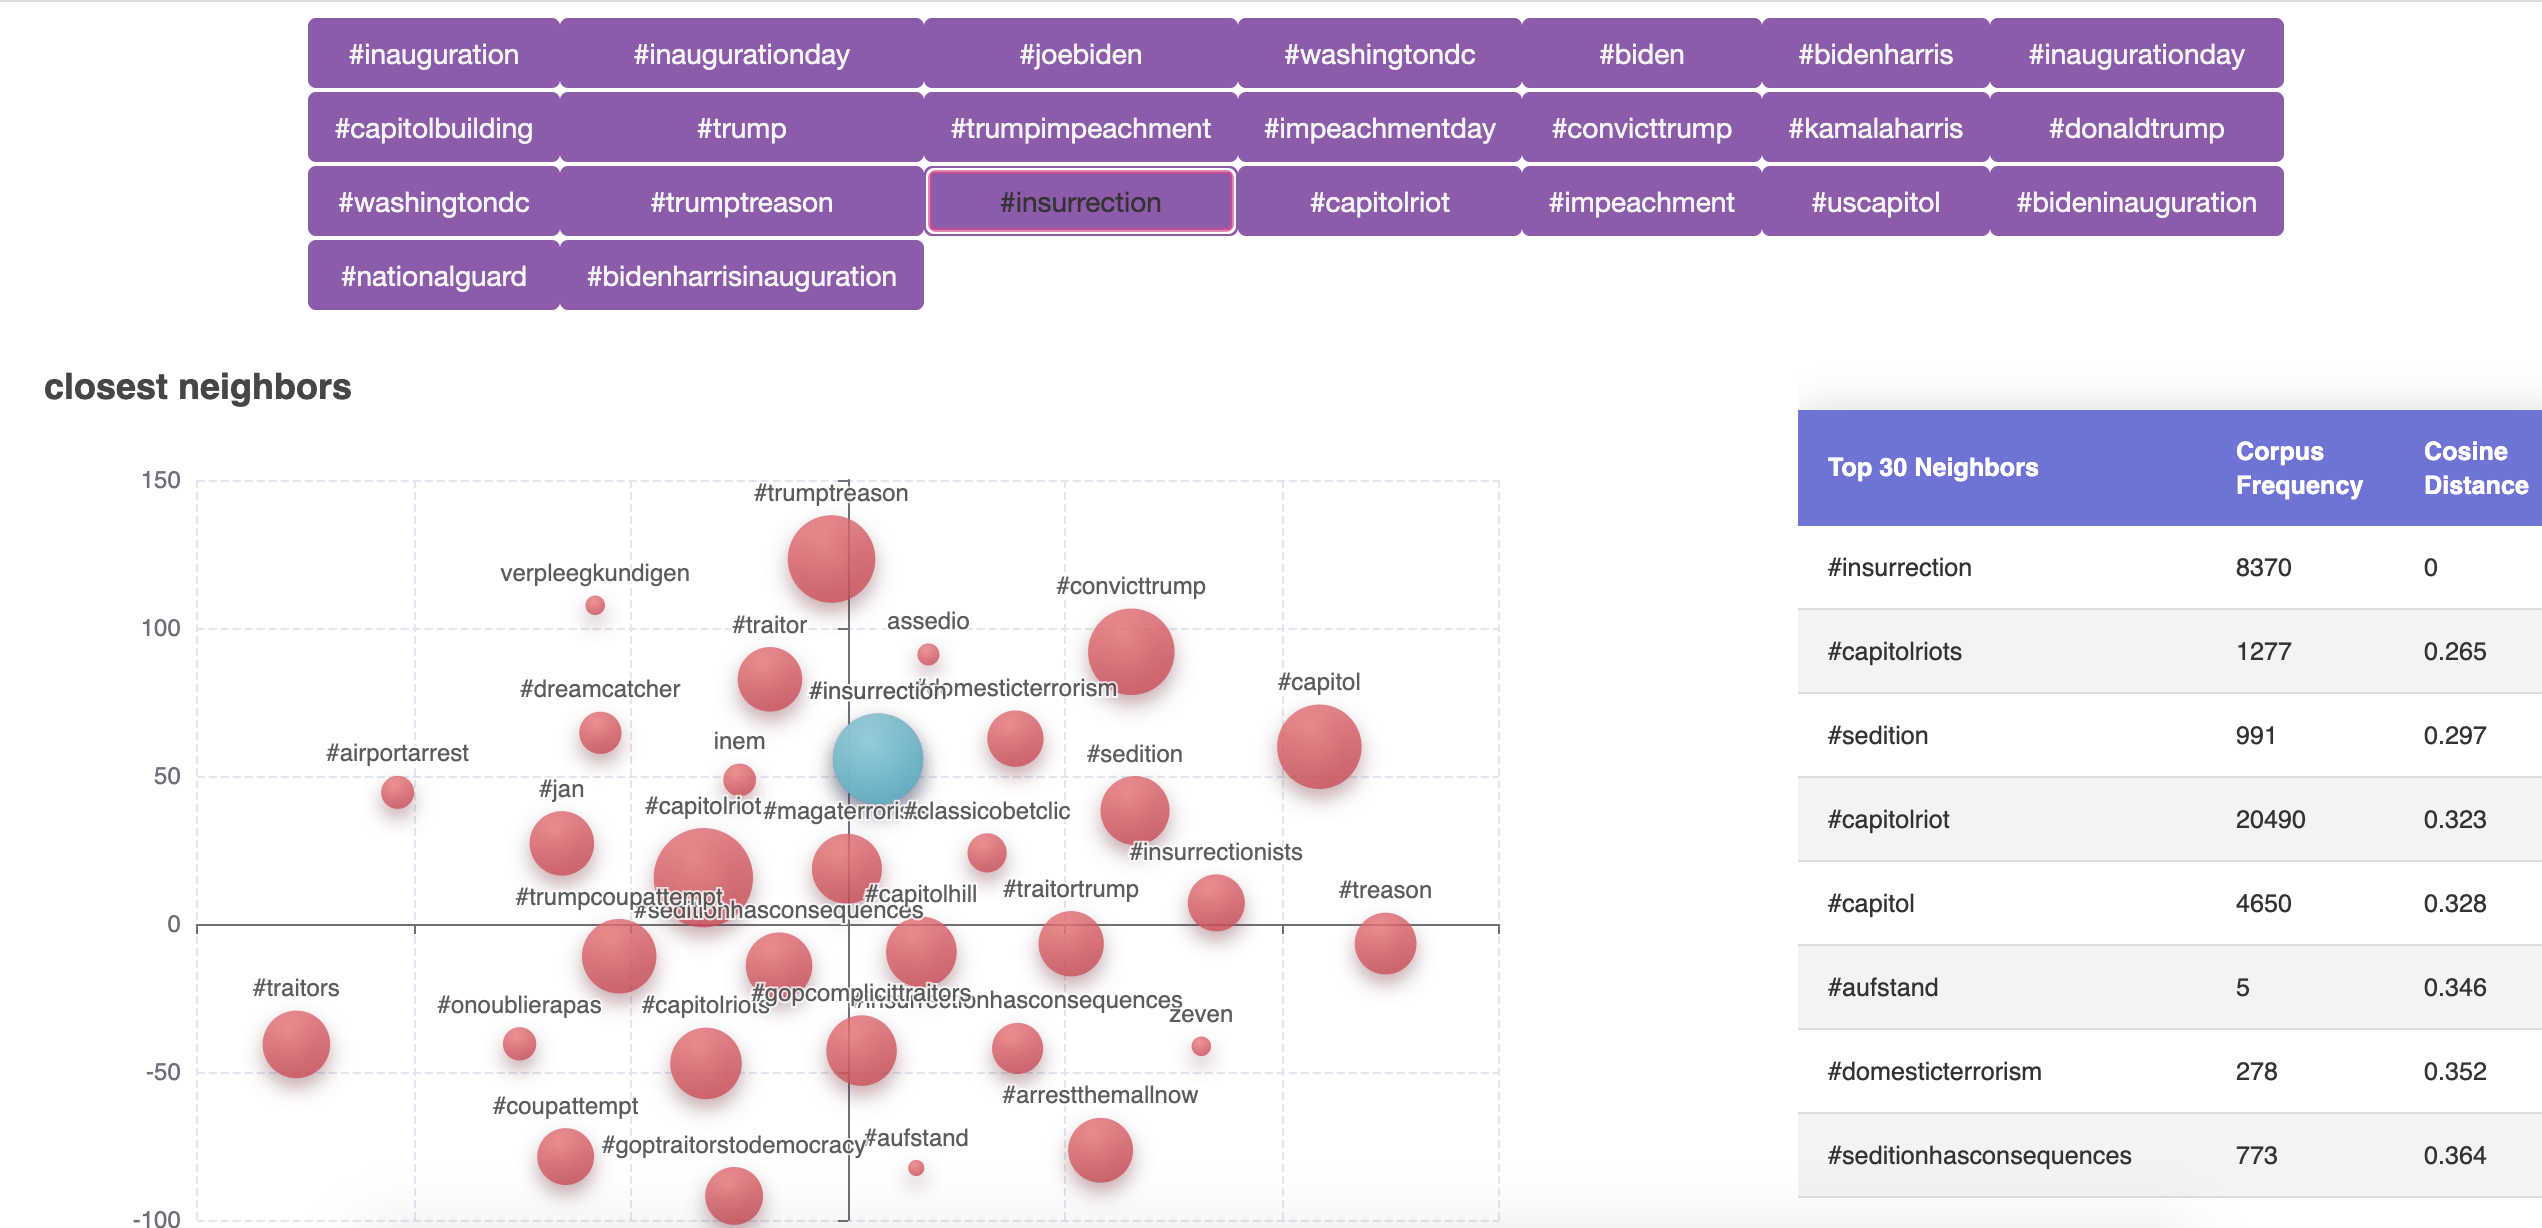 #inauguration #inaugurationday #joebiden #washingtondc #biden #bidenharris #inaugurationday
#capitolbuilding #trump #trumpimpeachment #impeachmentday #convicttrump #kamalaharris #donaldtrump
#washingtondc #trumptreason #insurrection #capitolriot #impeachment #uscapitol #bideninauguration
#nationalguard #bidenharrisinauguration
closest neighbors
150
100
50
0
-50
-100
#trumptreason
verpleegkundigen
#convicttrump
#traitor
assedio
#dreamcatcher
#insurrection
#domesticterrorism
#capitol
#airportarrest
inem
#sedition
#jan
#capitolriot
#classicobetclic
#insurrectionists
#trumpcoupattempt
#seditionhasconsequences
#capitolhill
#traitortrump
#treason
#traitors
#onoublierapas
#capitolriots
#gopcomplicittraitors
#insurrectionhasconsequences
zeven
#coupattempt
#arrestthemallnow
#goptraitorstodemocracy
#aufstand
Top 30 Neighbors
Corpus
Frequency
Cosine
Distance
#insurrection 8370 0
#capitolriots 1277 0.265
#sedition 991 0.297
#capitolriot 20490 0.323
#capitol 4650 0.328
#aufstand 5 0.346
#domesticterrorism 278 0.352
#seditionhasconsequences 773 0.364